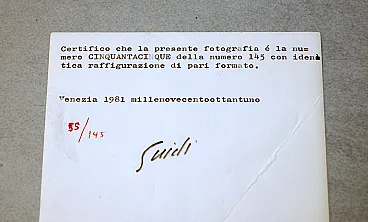 Certifico che la presente fotografia é la nu=
mero CINQUANTACINQUE della numero 145 con iden=
tica raffigurazione di pari formato.
Venezia 1981 millenovecentoottantuno
55/145
Guidi